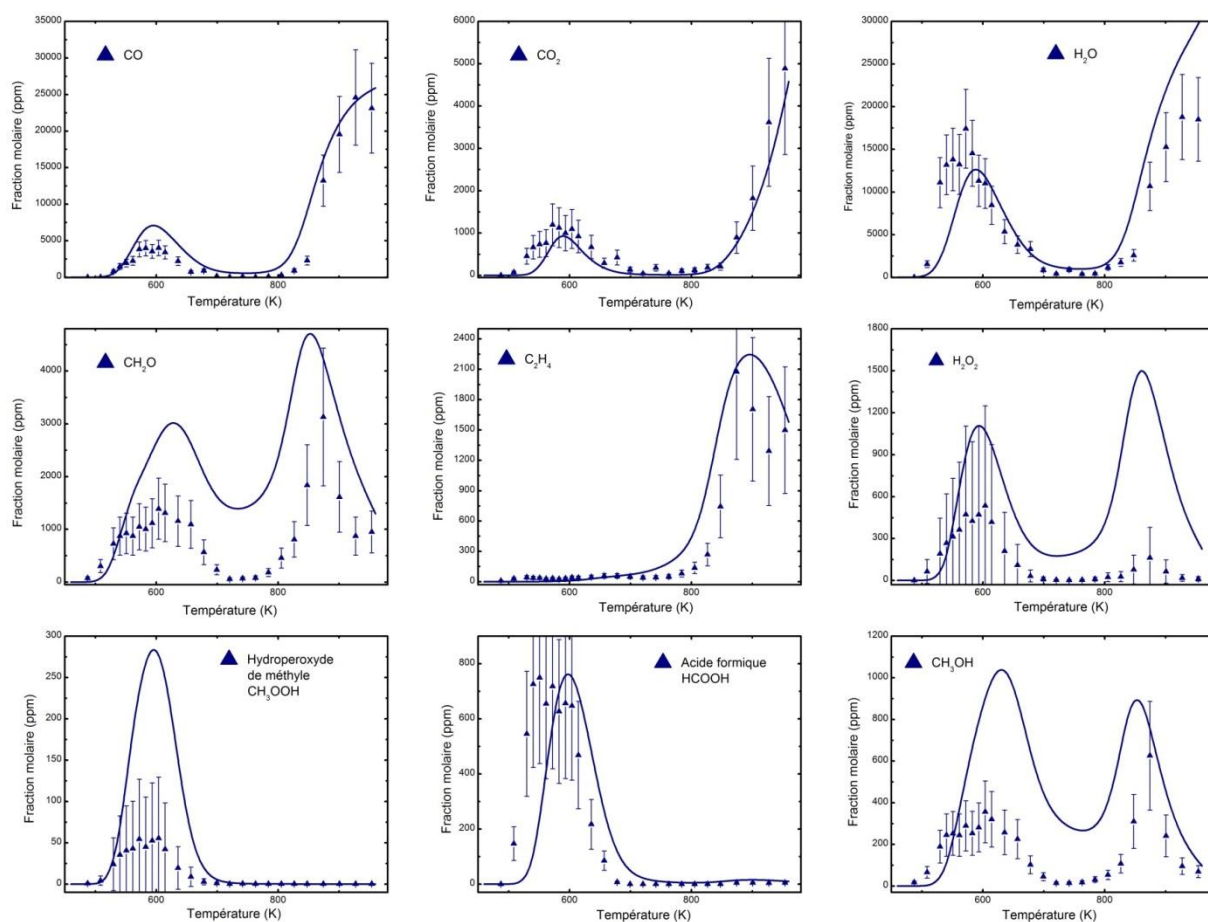 35000
30000
25000
20000
15000
10000
5000
0
Fraction molaire (ppm)
CO
600
800
Température (K)
6000
5000
4000
3000
2000
1000
0
Fraction molaire (ppm)
CO₂
600
800
Température (K)
30000
25000
20000
15000
10000
5000
0
Fraction molaire (ppm)
H₂O
600
800
Température (K)
4000
3000
2000
1000
0
Fraction molaire (ppm)
CH₂O
600
800
Température (K)
2400
2100
1800
1500
1200
900
600
300
0
Fraction molaire (ppm)
C₂H₄
600
800
Température (K)
1800
1500
1200
900
600
300
0
Fraction molaire (ppm)
H₂O₂
600
800
Température (K)
300
250
200
150
100
50
0
Fraction molaire (ppm)
Hydroperoxyde
de méthyle
CH₃OOH
600
800
Température (K)
800
600
400
200
0
Fraction molaire (ppm)
Acide formique
HCOOH
600
800
Température (K)
1200
1000
800
600
400
200
0
Fraction molaire (ppm)
CH₃OH
600
800
Température (K)